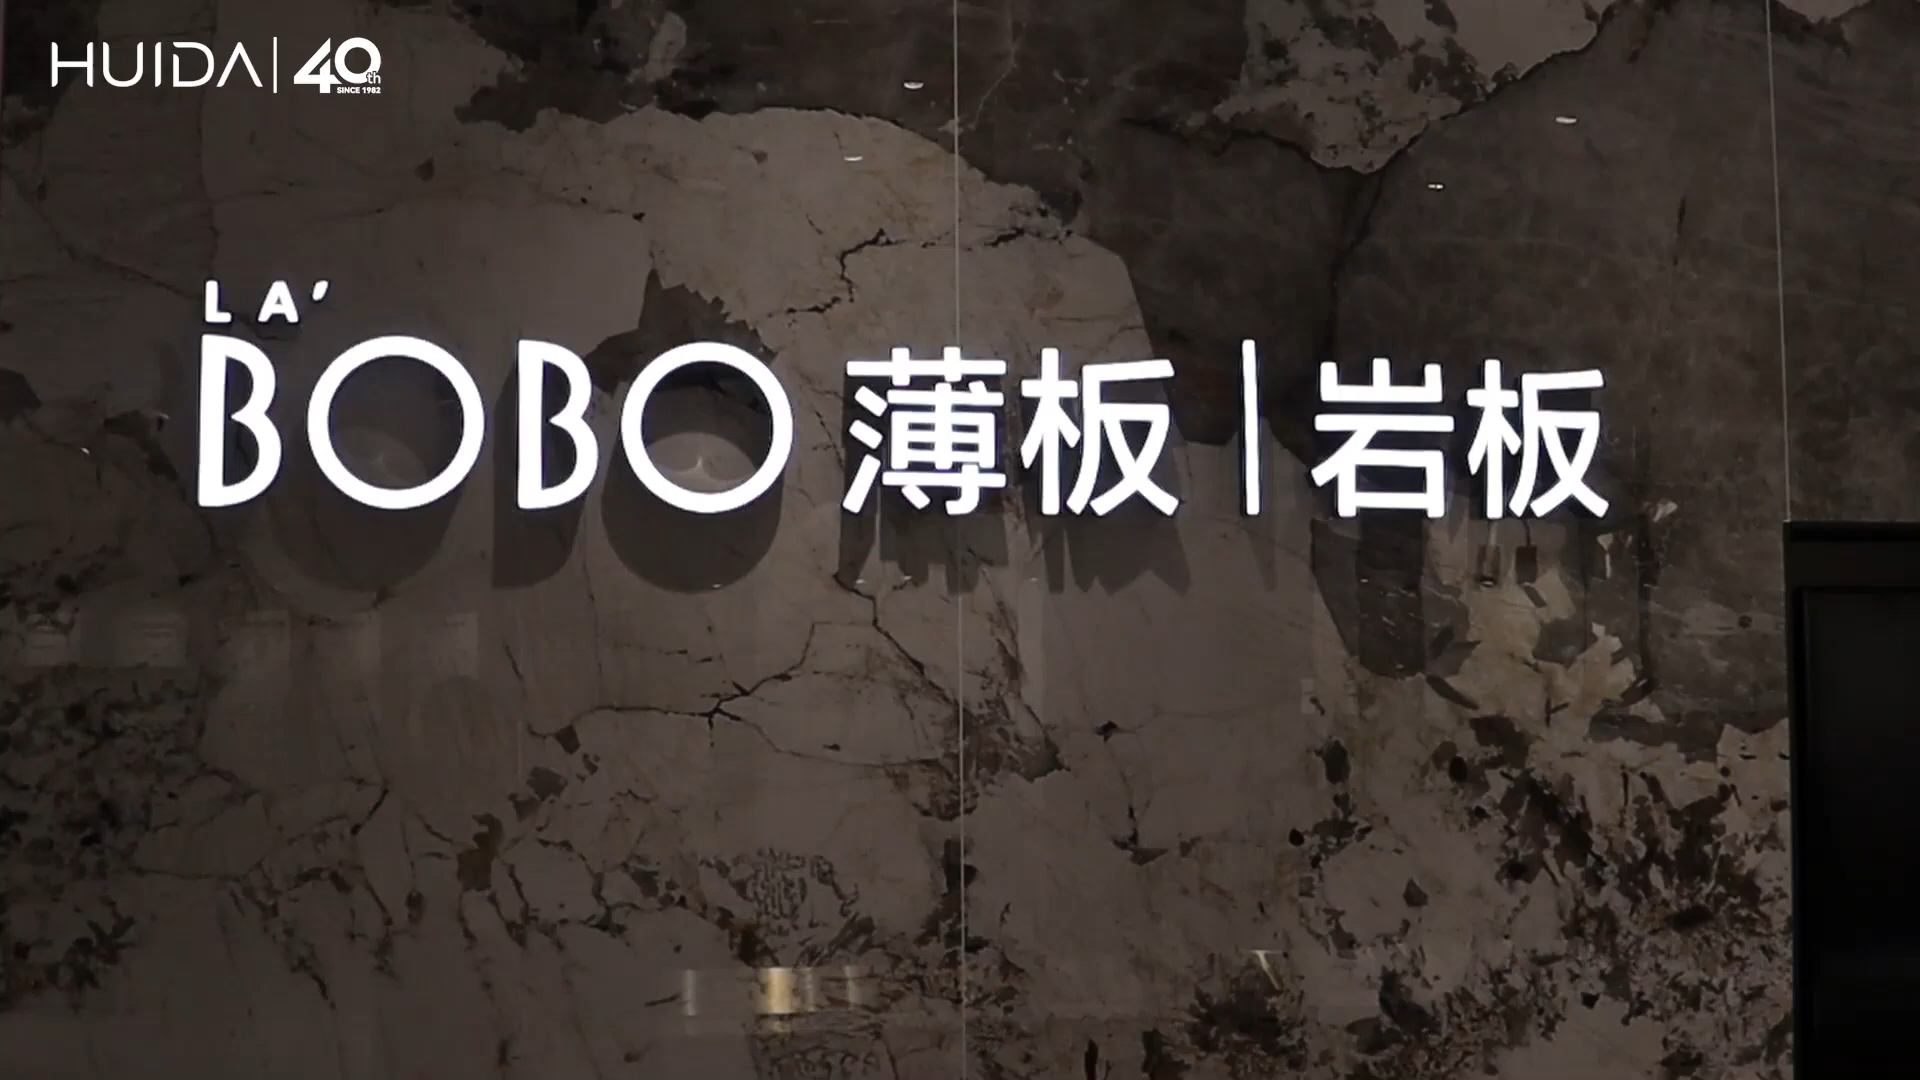 HUIDA | 40th
SINCE 1982
LA'
BOBO 薄板 | 岩板